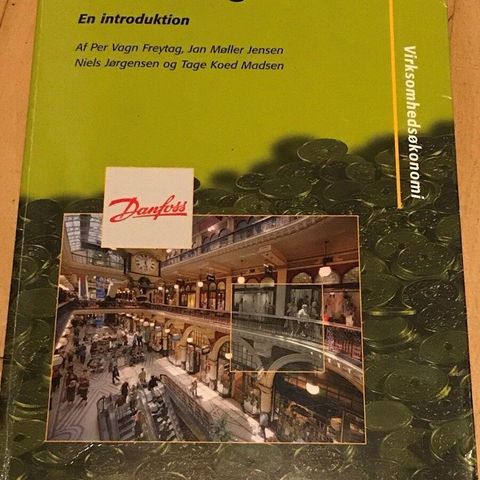 En introduktion
Af Per Vagn Freytag, Jan Møller Jensen
Niels Jørgensen og Tage Koed Madsen
Virksomhedsøkonomi
Danfoss